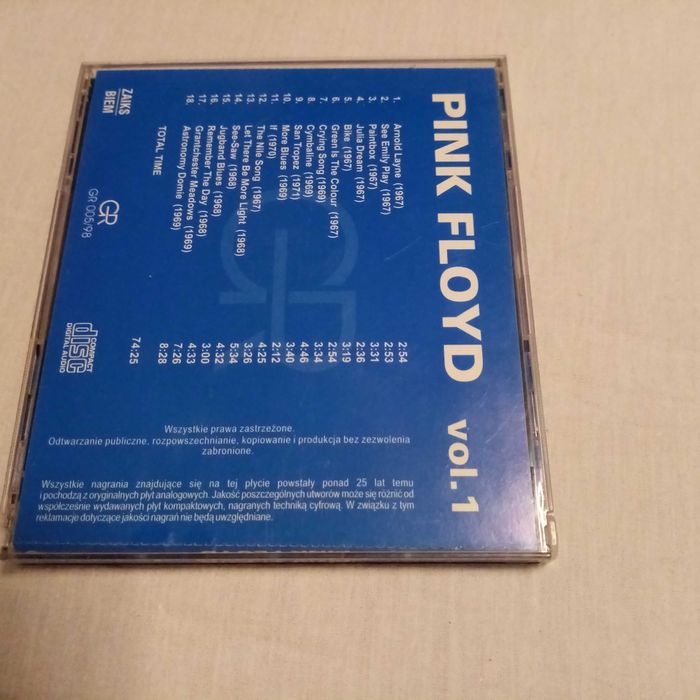 PINK FLOYD vol.1
1. Arnold Layne (1967) 2:54
2. See Emily Play (1967) 2:53
3. Paintbox (1967) 3:31
4. Julia Dream (1967) 2:36
5. Bike (1967) 3:19
6. Green Is The Colour (1967) 2:54
7. Crying Song (1969) 3:34
8. Cymbaline (1969) 4:46
9. San Tropez (1971) 3:40
10. More Blues (1969) 2:12
11. If (1970) 4:25
12. The Nile Song (1967) 3:26
13. Let There Be More Light (1968) 5:34
14. See-Saw (1968) 4:32
15. Jugband Blues (1968) 3:00
16. Remember The Day (1968) 4:33
17. Grantchester Meadows (1969) 7:26
18. Astronomy Domie (1969) 8:28
TOTAL TIME 74:25
ZAIKS
BIEM
GR
GR 005/98
COMPACT
disc
DIGITAL AUDIO
GR
Wszystkie prawa zastrzeżone.
Odtwarzanie publiczne, rozpowszechnianie, kopiowanie i produkcja bez zezwolenia
zabronione.
Wszystkie nagrania znajdujące się na tej płycie powstały ponad 25 lat temu
i pochodzą z oryginalnych płyt analogowych. Jakość poszczególnych utworów może się różnić od
współcześnie wydawanych płyt kompaktowych, nagranych techniką cyfrową. W związku z tym
reklamacje dotyczące jakości nagrań nie będą uwzględniane.